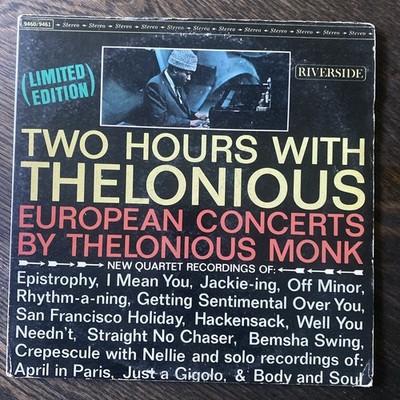 9460/9461 Stereo Stereo Stereo Stereo Stereo Stereo Stereo Stereo Stereo
(LIMITED
EDITION)
RIVERSIDE
TWO HOURS WITH
THELONIOUS
EUROPEAN CONCERTS
BY THELONIOUS MONK
NEW QUARTET RECORDINGS OF:
Epistrophy, I Mean You, Jackie-ing, Off Minor,
Rhythm-a-ning, Getting Sentimental Over You,
San Francisco Holiday, Hackensack, Well You
Needn't, Straight No Chaser, Bemsha Swing,
Crepescule with Nellie and solo recordings of:
April in Paris, Just a Gigolo, & Body and Soul